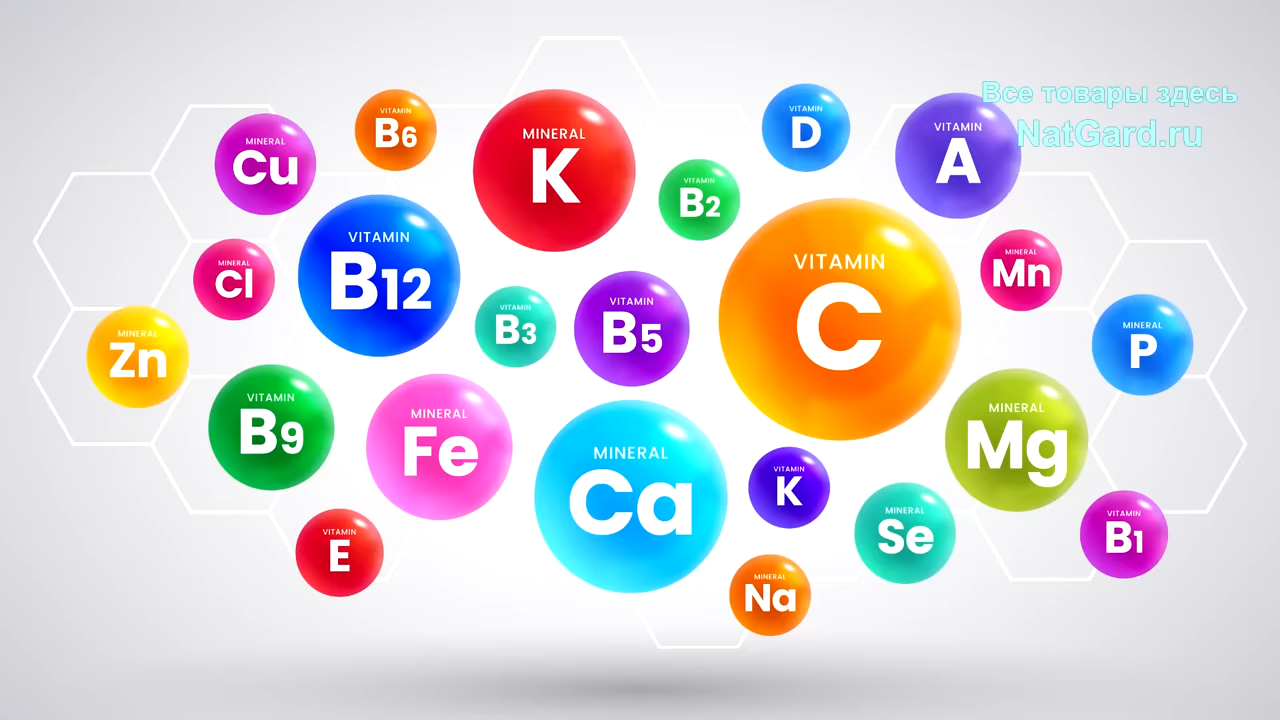 Все товары здесь
NatGard.ru
VITAMIN
B6
MINERAL
K
VITAMIN
D
VITAMIN
A
MINERAL
Cu
VITAMIN
B2
VITAMIN
B12
VITAMIN
C
MINERAL
Mn
MINERAL
Cl
VITAMIN
B3
VITAMIN
B5
MINERAL
P
MINERAL
Zn
VITAMIN
B9
MINERAL
Fe
MINERAL
Ca
VITAMIN
K
MINERAL
Mg
MINERAL
Se
VITAMIN
B1
VITAMIN
E
MINERAL
Na